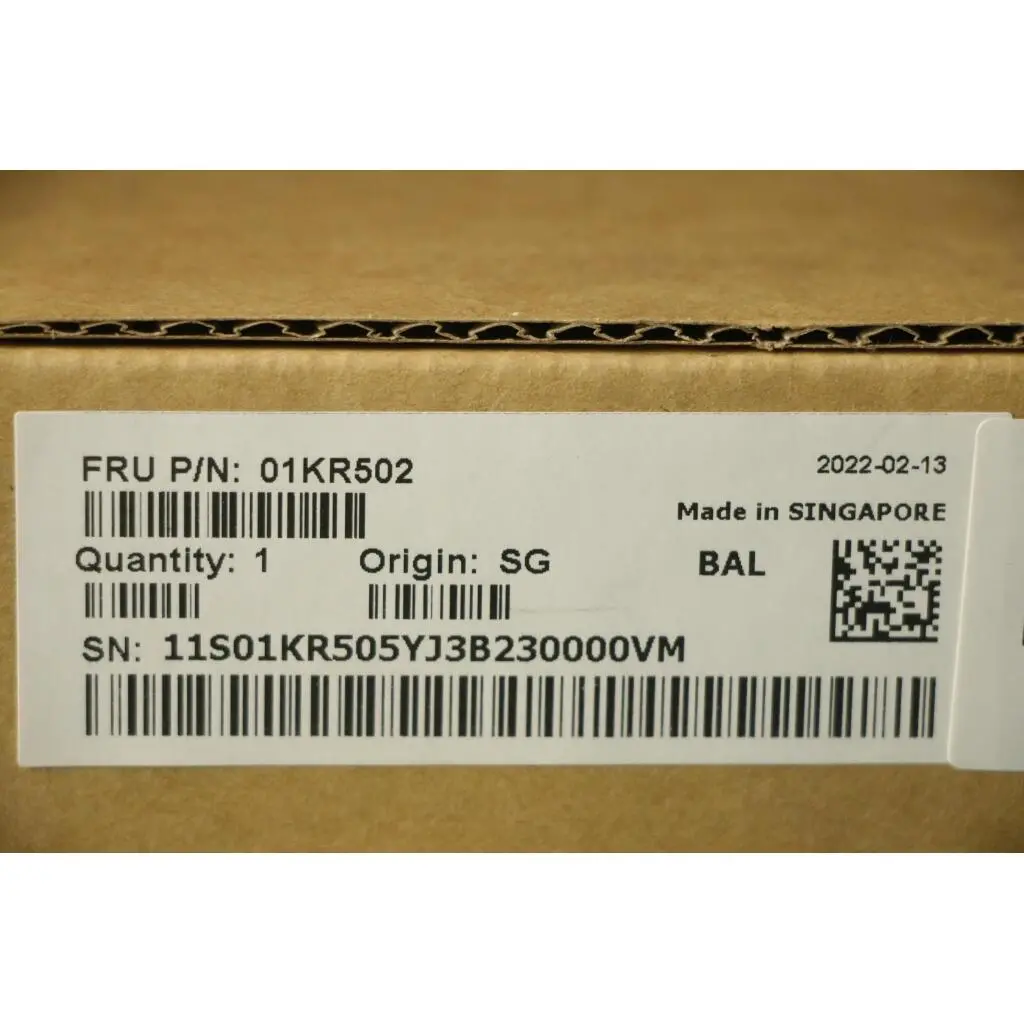 FRU P/N: 01KR502
2022-02-13
Made in SINGAPORE
Quantity: 1
Origin: SG
BAL
SN: 11S01KR505YJ3B230000VM